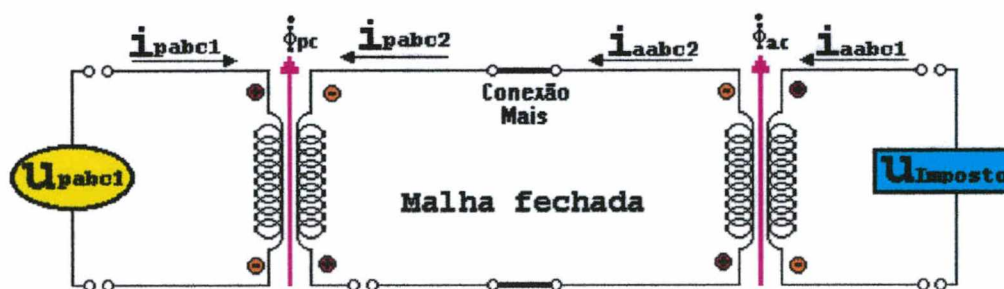 ipabc1
Φpc
ipabc2
iaabc2
Φac
iaabc1
Conexão
Mais
upabc1
Malha fechada
uImposto